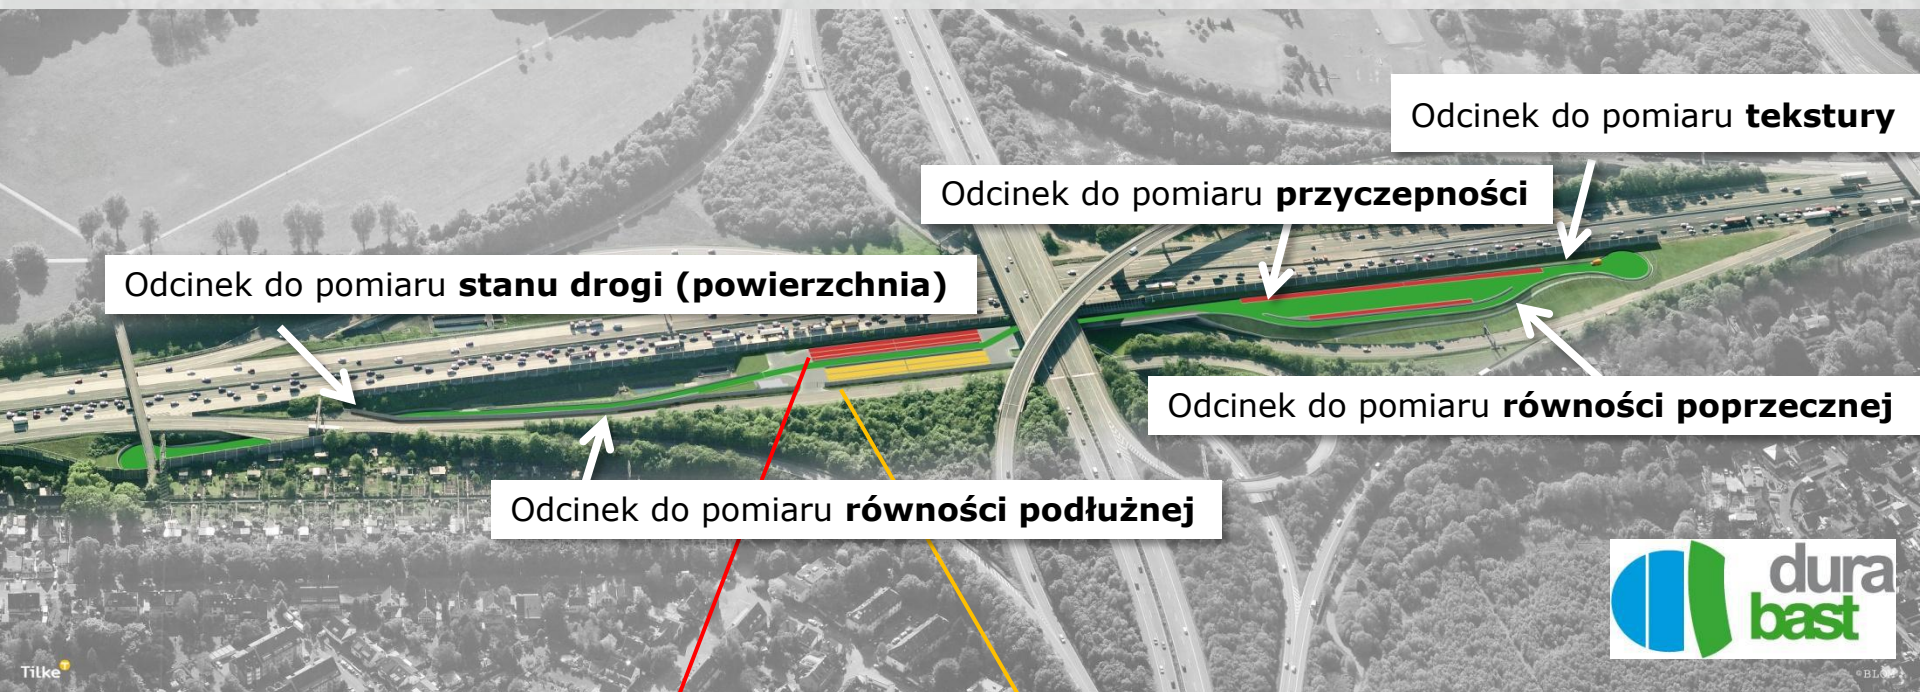 Odcinek do pomiaru tekstury
Odcinek do pomiaru przyczepności
Odcinek do pomiaru stanu drogi (powierzchnia)
Odcinek do pomiaru równości poprzecznej
Odcinek do pomiaru równości podłużnej
dura
bast
Tilke
©BLOM